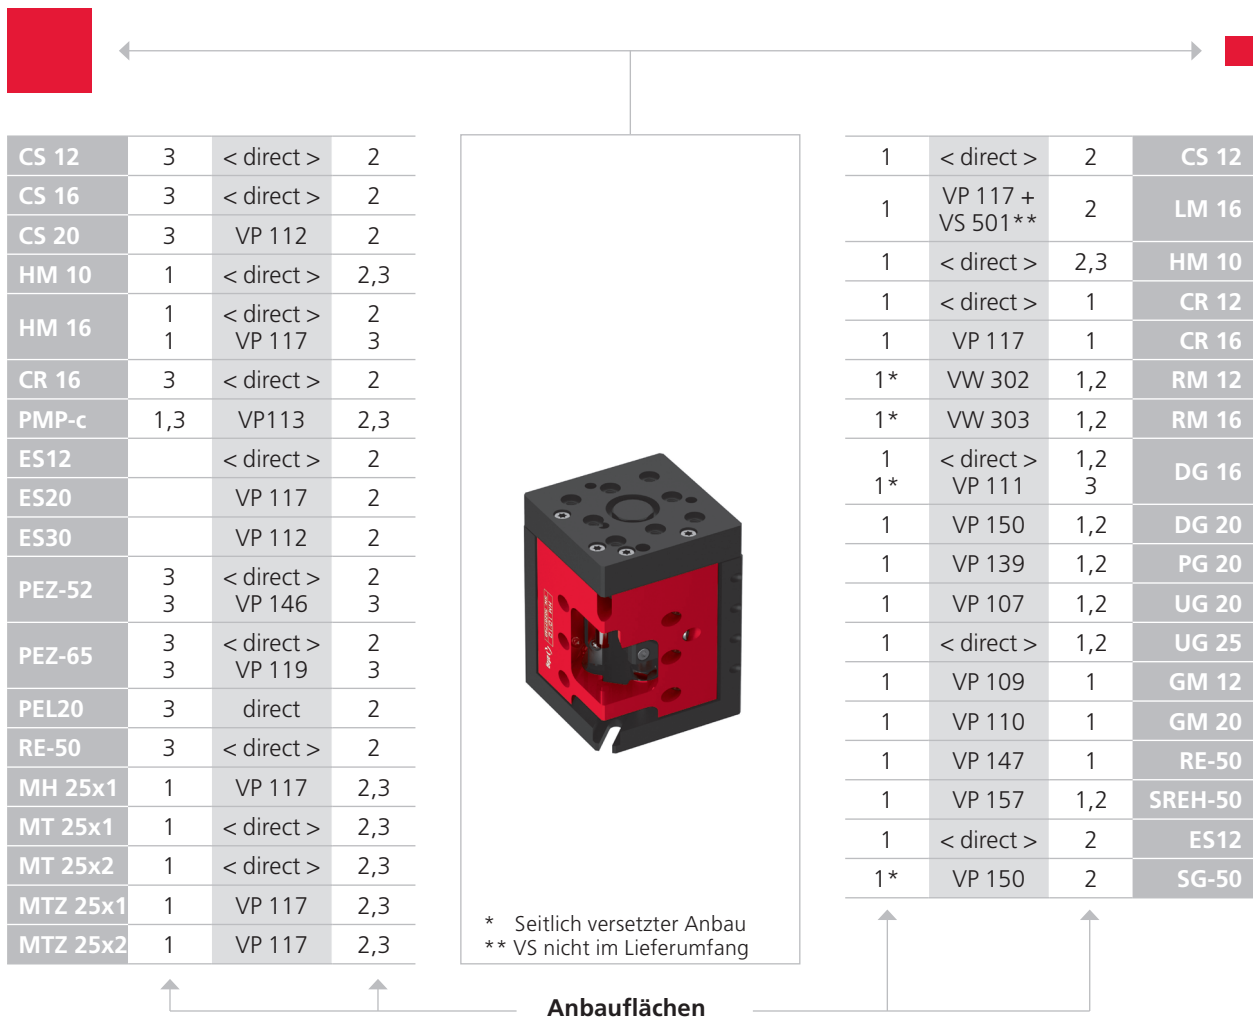 CS 12 3 < direct > 2
CS 16 3 < direct > 2
CS 20 3 VP 112 2
HM 10 1 < direct > 2,3
HM 16 1 < direct > 2
1 VP 117 3
CR 16 3 < direct > 2
PMP-c 1,3 VP113 2,3
ES12 < direct > 2
ES20 VP 117 2
ES30 VP 112 2
PEZ-52 3 < direct > 2
3 VP 146 3
PEZ-65 3 < direct > 2
3 VP 119 3
PEL20 3 direct 2
RE-50 3 < direct > 2
MH 25x1 1 VP 117 2,3
MT 25x1 1 < direct > 2,3
MT 25x2 1 < direct > 2,3
MTZ 25x1 1 VP 117 2,3
MTZ 25x2 1 VP 117 2,3
* Seitlich versetzter Anbau
** VS nicht im Lieferumfang
1 < direct > 2 CS 12
1 VP 117 + 2 LM 16
VS 501**
1 < direct > 2,3 HM 10
1 < direct > 1 CR 12
1 VP 117 1 CR 16
1* VW 302 1,2 RM 12
1* VW 303 1,2 RM 16
1 < direct > 1,2 DG 16
1* VP 111 3
1 VP 150 1,2 DG 20
1 VP 139 1,2 PG 20
1 VP 107 1,2 UG 20
1 < direct > 1,2 UG 25
1 VP 109 1 GM 12
1 VP 110 1 GM 20
1 VP 147 1 RE-50
1 VP 157 1,2 SREH-50
1 < direct > 2 ES12
1* VP 150 2 SG-50
Anbauflächen